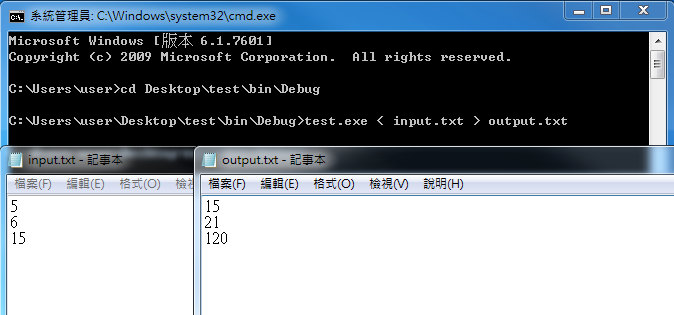 系統管理員: C:\Windows\system32\cmd.exe
Microsoft Windows [版本 6.1.7601]
Copyright (c) 2009 Microsoft Corporation.  All rights reserved.
C:\Users\user>cd Desktop\test\bin\Debug
C:\Users\user\Desktop\test\bin\Debug>test.exe < input.txt > output.txt
input.txt - 記事本
檔案(F) 編輯(E) 格式(O) 檢視
5
6
15
output.txt - 記事本
檔案(F) 編輯(E) 格式(O) 檢視(V) 說明(H)
15
21
120